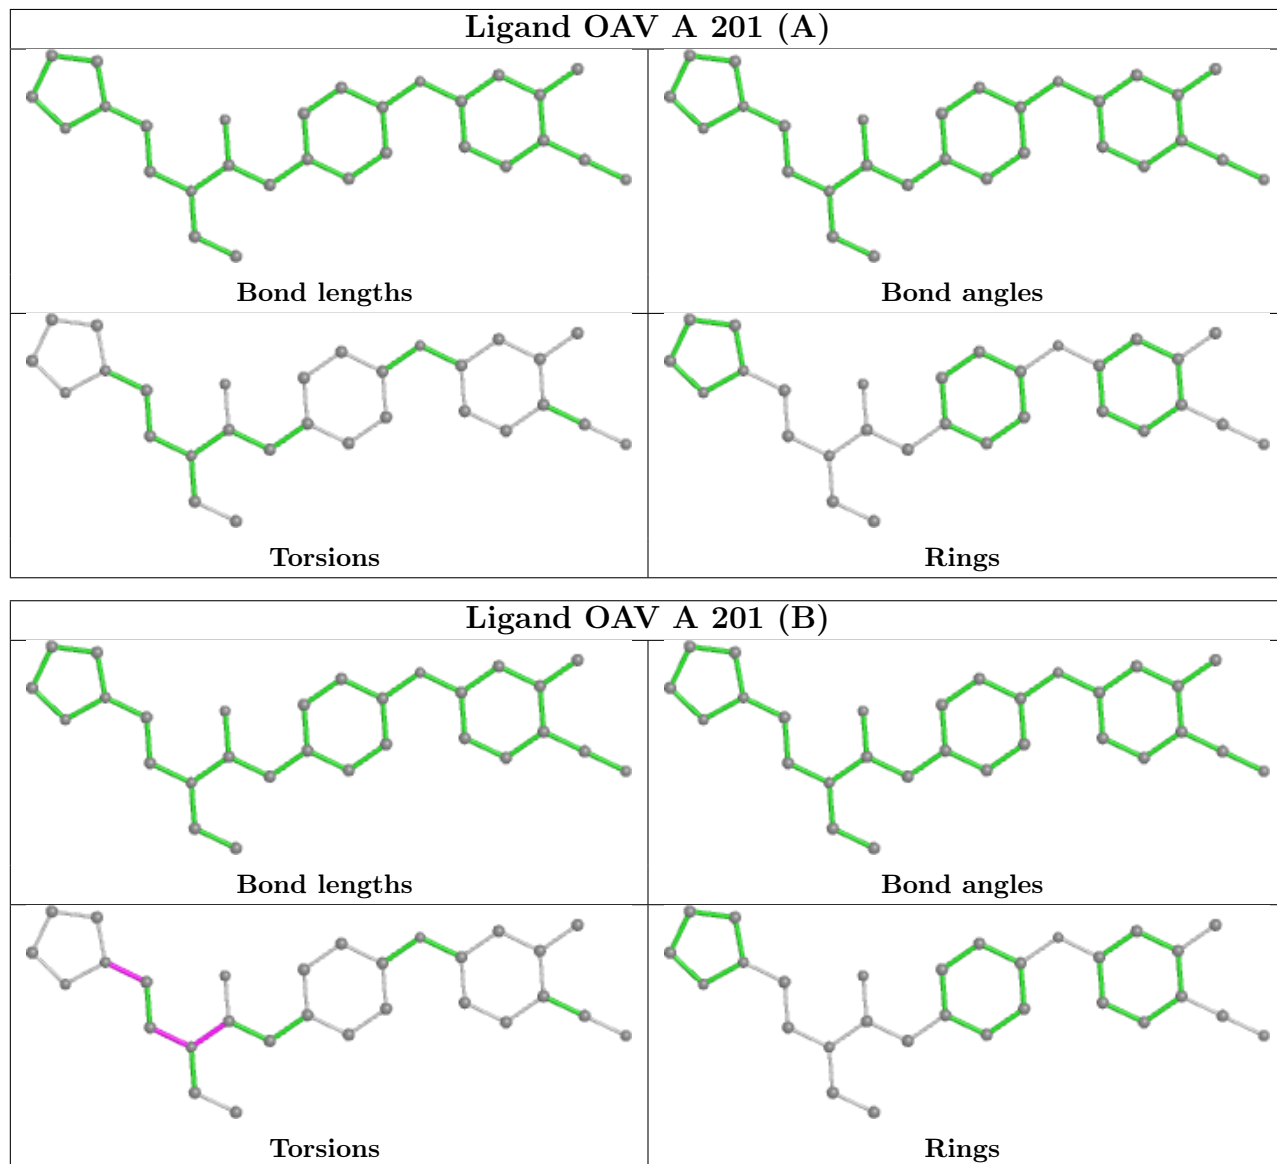 Ligand OAV A 201 (A)
Bond lengths
Bond angles
Torsions
Rings
Ligand OAV A 201 (B)
Bond lengths
Bond angles
Torsions
Rings